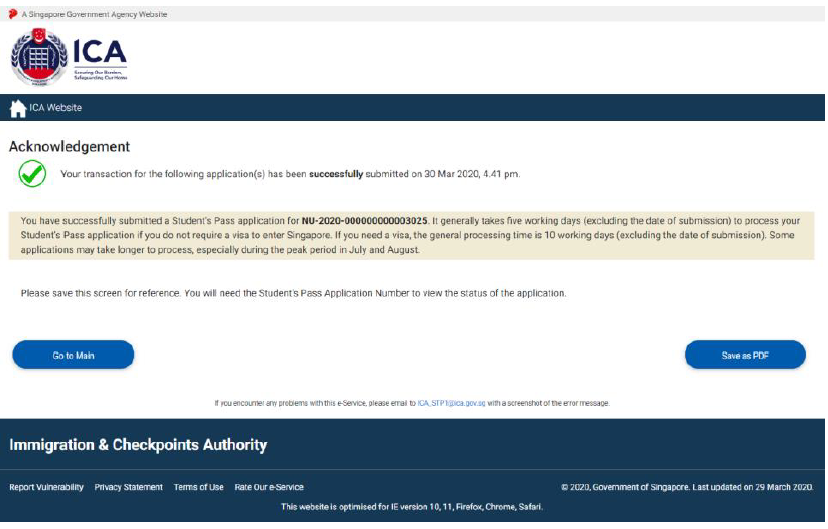 A Singapore Government Agency Website
ICA
Securing Our Borders,
Safeguarding Our Home
ICA Website
Acknowledgement
Your transaction for the following application(s) has been successfully submitted on 30 Mar 2020, 4.41 pm.
You have successfully submitted a Student's Pass application for NU-2020-000000000003025. It generally takes five working days (excluding the date of submission) to process your
Student's Pass application if you do not require a visa to enter Singapore. If you need a visa, the general processing time is 10 working days (excluding the date of submission). Some
applications may take longer to process, especially during the peak period in July and August.
Please save this screen for reference. You will need the Student's Pass Application Number to view the status of the application.
Go to Main
Save as PDF
If you encounter any problems with this e-Service, please email to ICA_STP1@ica.gov.sg with a screenshot of the error message.
Immigration & Checkpoints Authority
Report Vulnerability Privacy Statement Terms of Use Rate Our e-Service
© 2020, Government of Singapore. Last updated on 29 March 2020.
This website is optimised for IE version 10, 11, Firefox, Chrome, Safari.